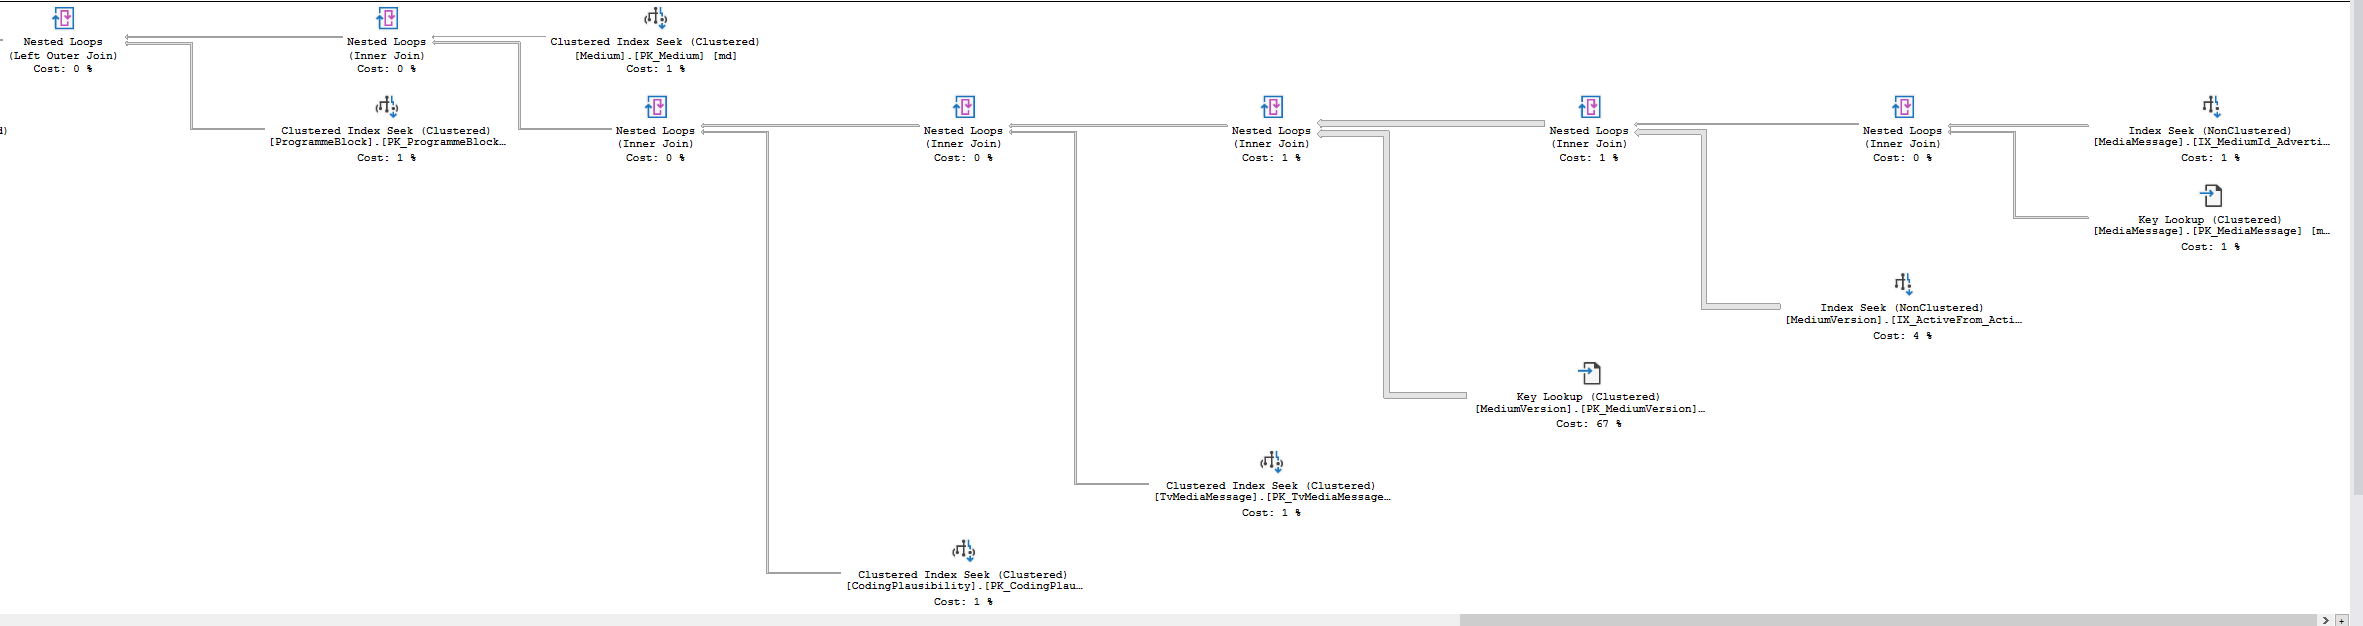 Nested Loops
(Left Outer Join)
Cost: 0 %
Nested Loops
(Inner Join)
Cost: 0 %
Clustered Index Seek (Clustered)
[Medium].[PK_Medium] [md]
Cost: 1 %
Clustered Index Seek (Clustered)
[ProgrammeBlock].[PK_ProgrammeBlock…
Cost: 1 %
Nested Loops
(Inner Join)
Cost: 0 %
Nested Loops
(Inner Join)
Cost: 0 %
Nested Loops
(Inner Join)
Cost: 1 %
Nested Loops
(Inner Join)
Cost: 1 %
Nested Loops
(Inner Join)
Cost: 0 %
Index Seek (NonClustered)
[MediaMessage].[IX_MediumId_Adverti…
Cost: 1 %
Key Lookup (Clustered)
[MediaMessage].[PK_MediaMessage] [m…
Cost: 1 %
Index Seek (NonClustered)
[MediumVersion].[IX_ActiveFrom_Acti…
Cost: 4 %
Key Lookup (Clustered)
[MediumVersion].[PK_MediumVersion]…
Cost: 67 %
Clustered Index Seek (Clustered)
[TvMediaMessage].[PK_TvMediaMessage…
Cost: 1 %
Clustered Index Seek (Clustered)
[CodingPlausibility].[PK_CodingPlau…
Cost: 1 %